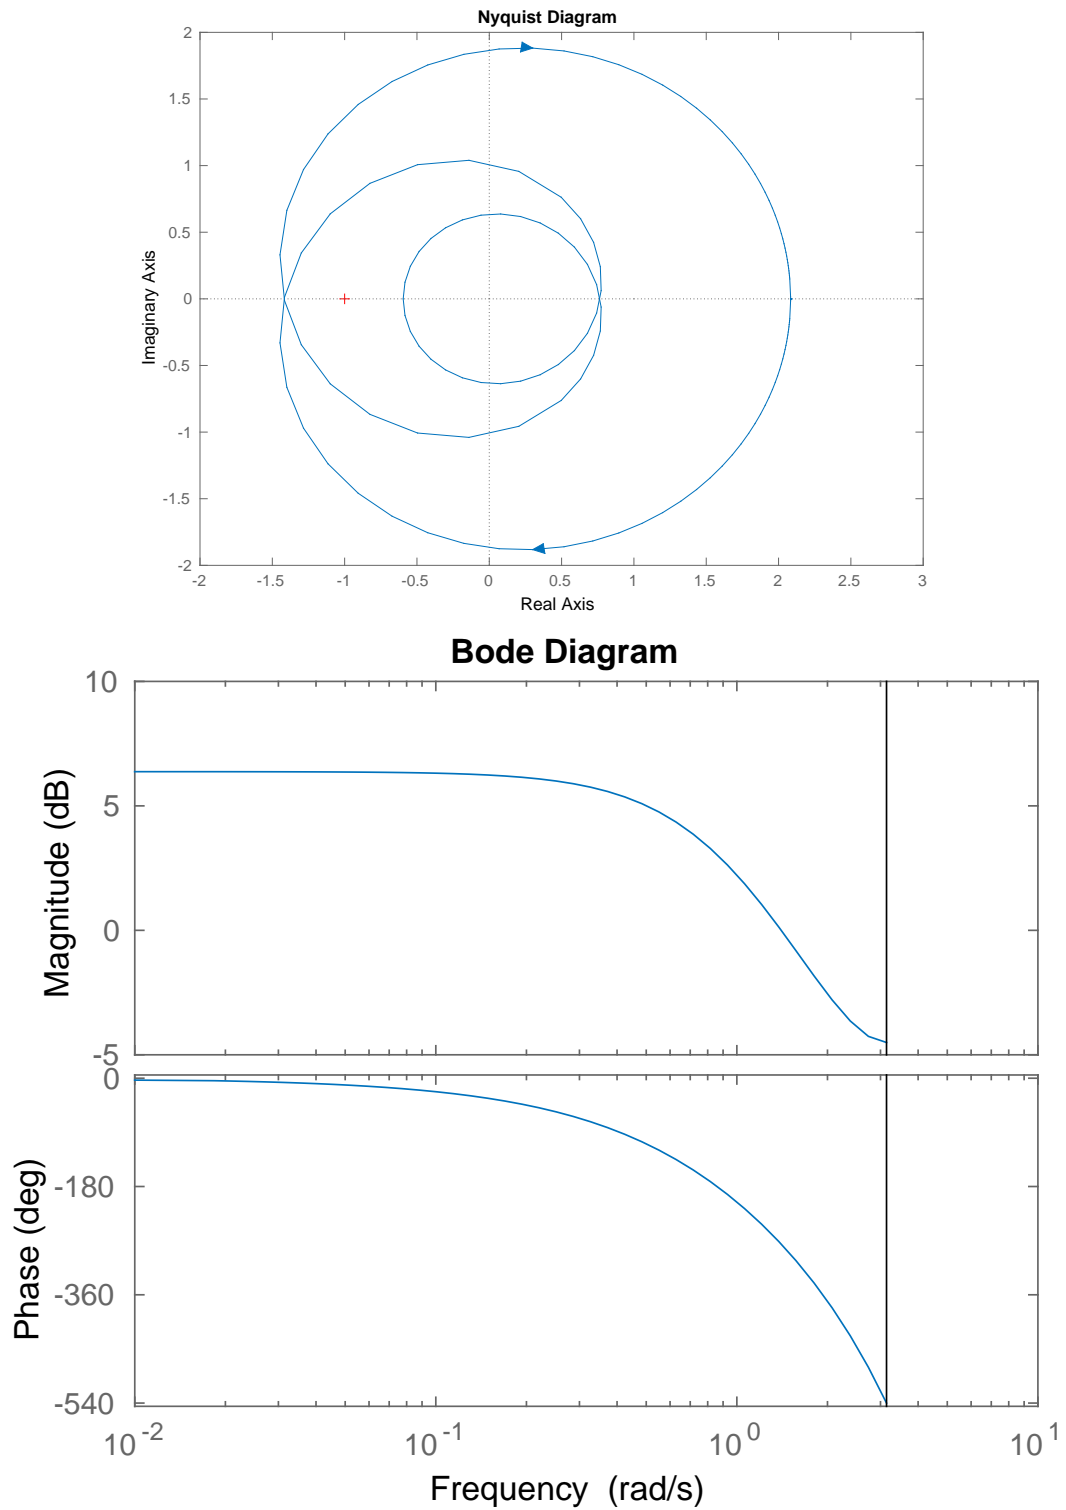 Nyquist Diagram
2
1.5
1
0.5
0
-0.5
-1
-1.5
-2
Imaginary Axis
-2 -1.5 -1 -0.5 0 0.5 1 1.5 2 2.5 3
Real Axis
Bode Diagram
10
5
0
-5
Magnitude (dB)
0
-180
-360
-540
Phase (deg)
10^-2 10^-1 10^0 10^1
Frequency (rad/s)